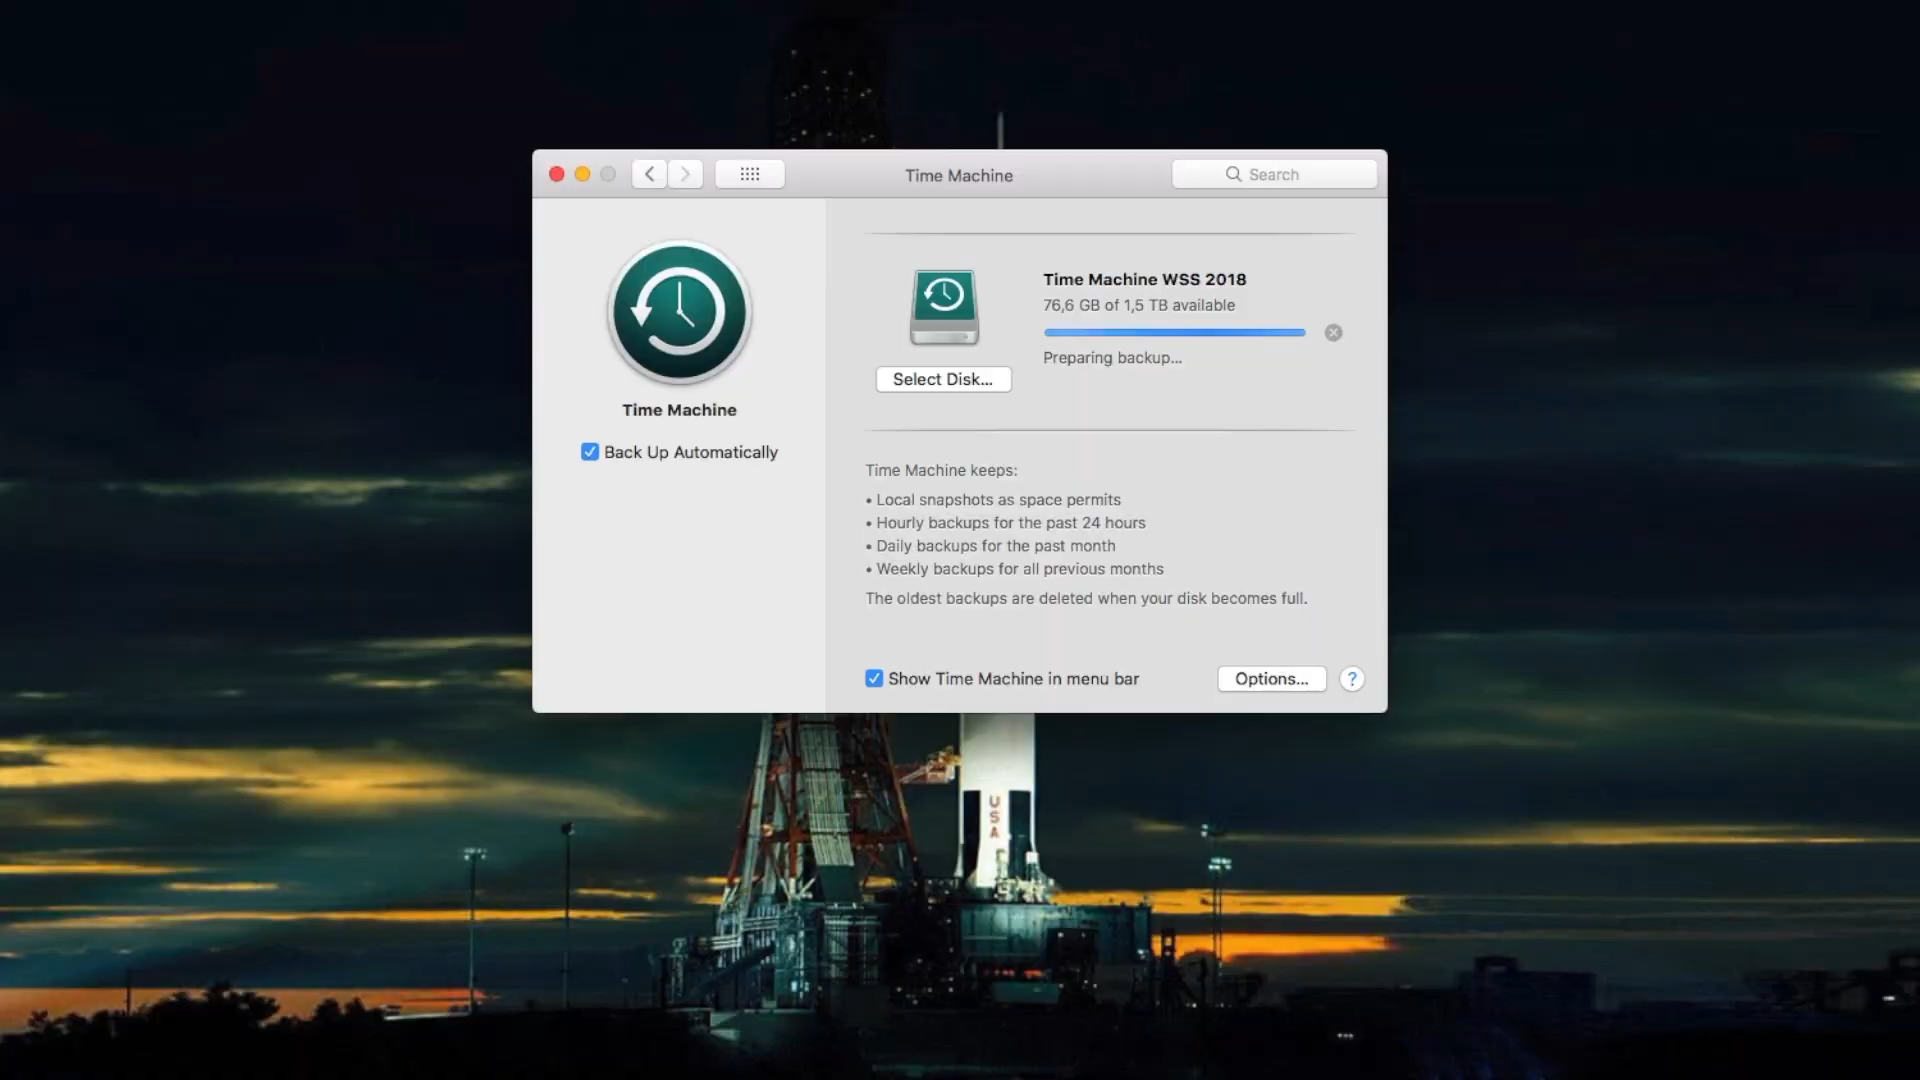 Time Machine
Search
Time Machine
Back Up Automatically
Time Machine WSS 2018
76,6 GB of 1,5 TB available
Preparing backup...
Select Disk...
Time Machine keeps:
• Local snapshots as space permits
• Hourly backups for the past 24 hours
• Daily backups for the past month
• Weekly backups for all previous months
The oldest backups are deleted when your disk becomes full.
Show Time Machine in menu bar
Options...
?
USA